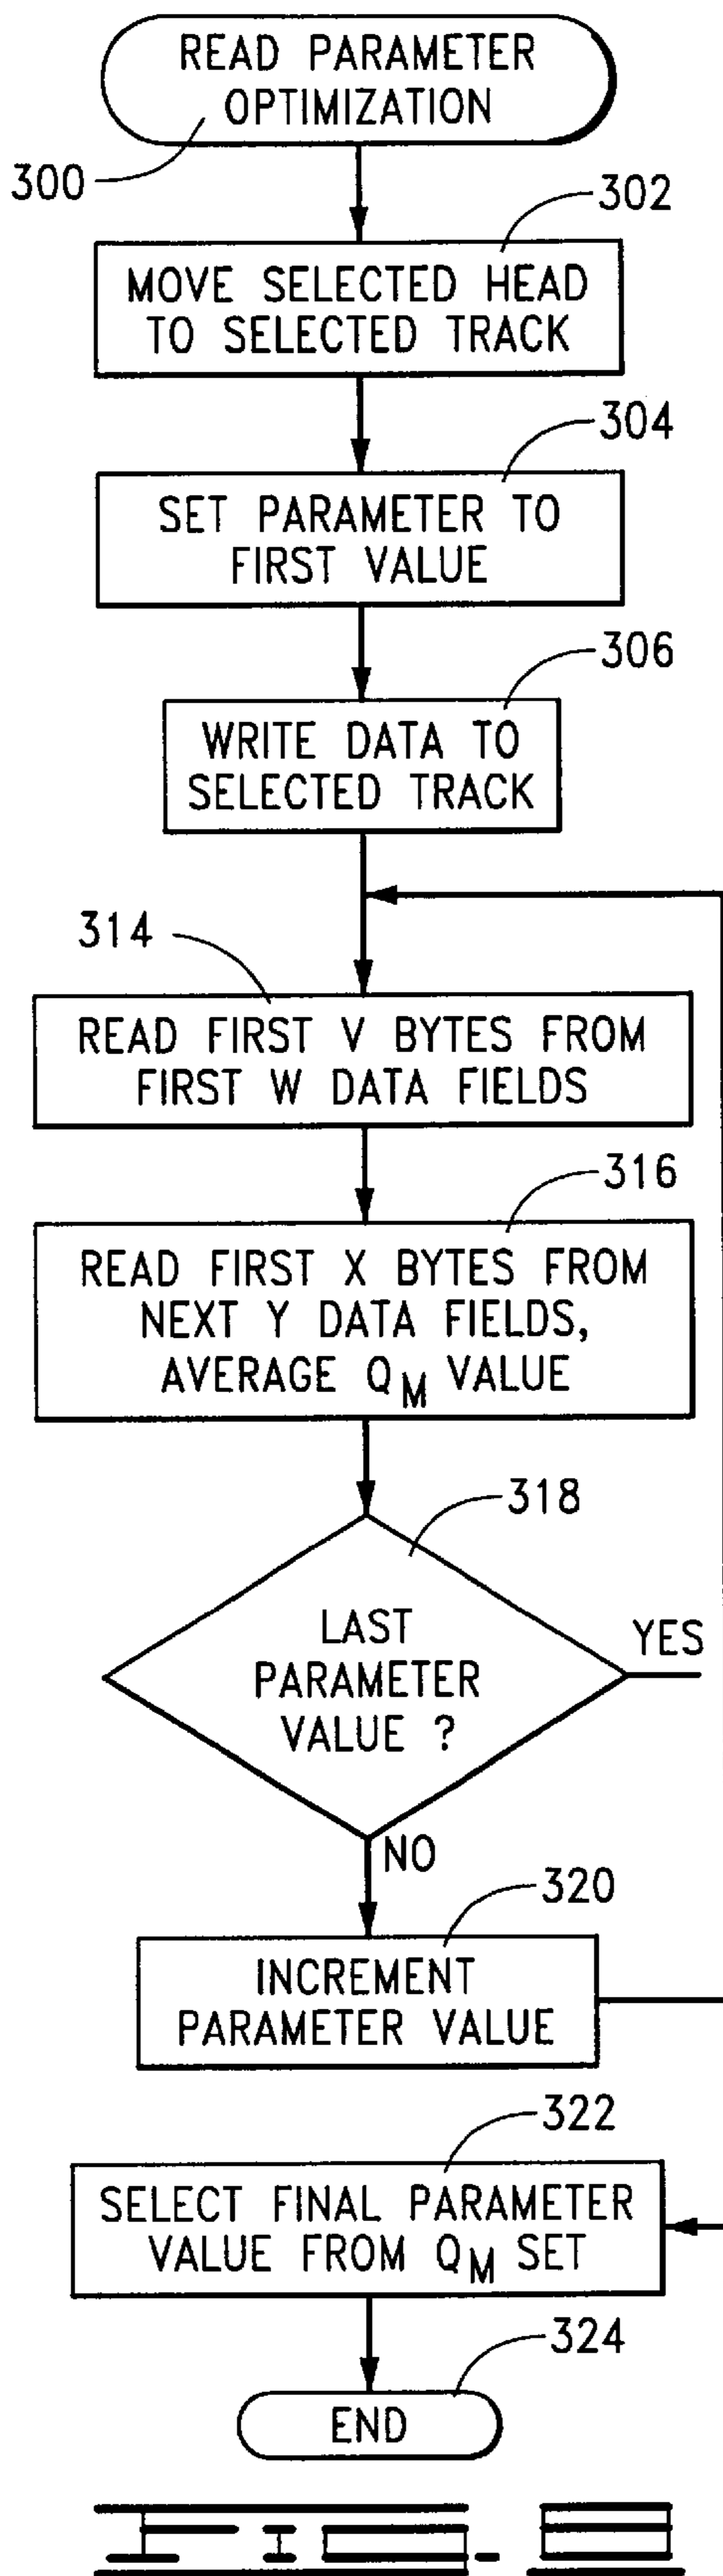 READ PARAMETER
OPTIMIZATION
300
302
MOVE SELECTED HEAD
TO SELECTED TRACK
304
SET PARAMETER TO
FIRST VALUE
306
WRITE DATA TO
SELECTED TRACK
314
READ FIRST V BYTES FROM
FIRST W DATA FIELDS
316
READ FIRST X BYTES FROM
NEXT Y DATA FIELDS,
AVERAGE QM VALUE
318
LAST
PARAMETER
VALUE ?
YES
NO
320
INCREMENT
PARAMETER VALUE
322
SELECT FINAL PARAMETER
VALUE FROM QM SET
324
END